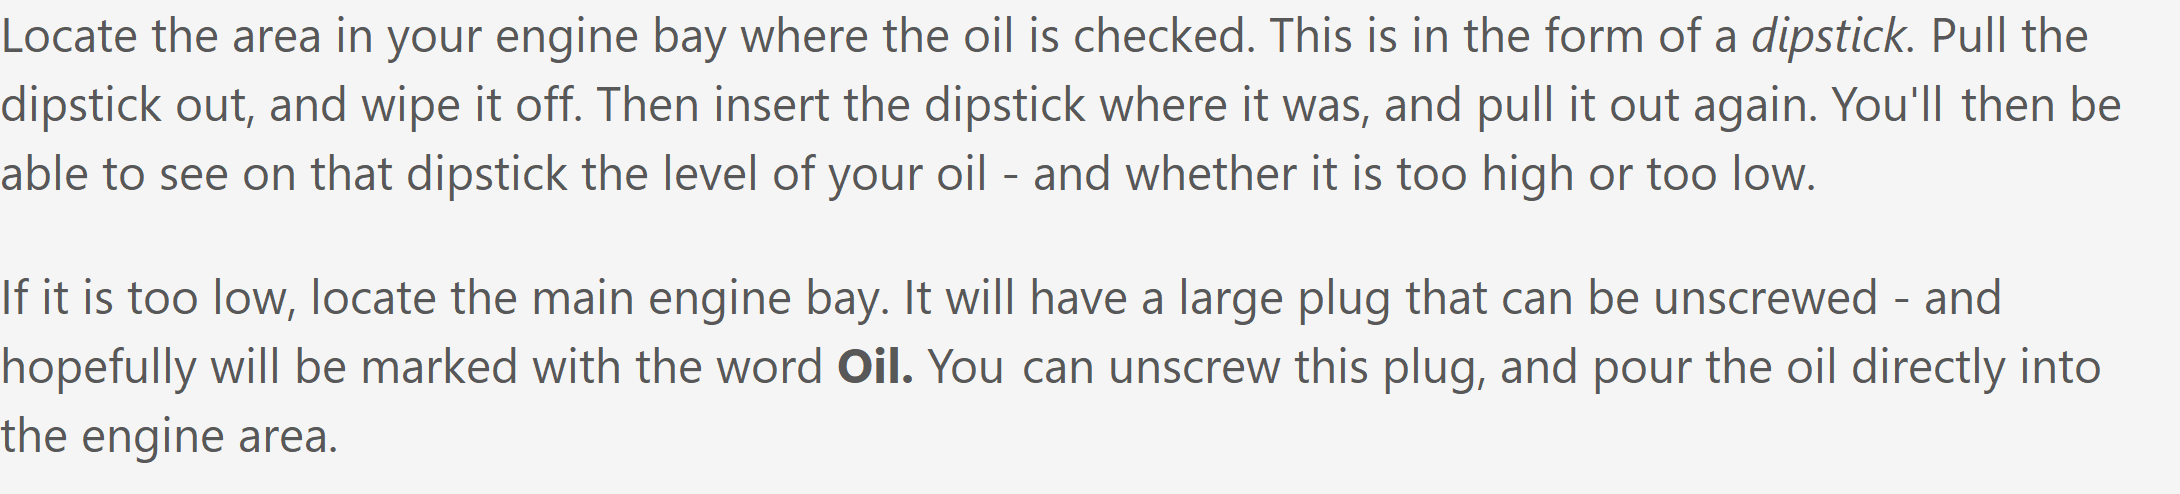 Locate the area in your engine bay where the oil is checked. This is in the form of a dipstick. Pull the
dipstick out, and wipe it off. Then insert the dipstick where it was, and pull it out again. You'll then be
able to see on that dipstick the level of your oil - and whether it is too high or too low.
If it is too low, locate the main engine bay. It will have a large plug that can be unscrewed - and
hopefully will be marked with the word Oil. You can unscrew this plug, and pour the oil directly into
the engine area.